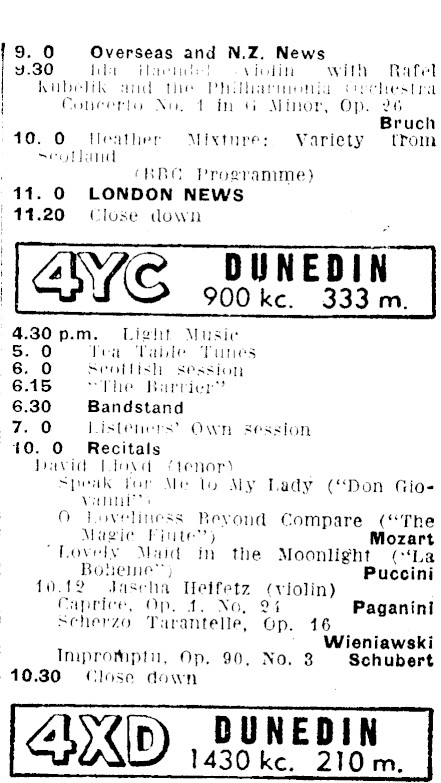 9. 0 Overseas and N.Z. News
9.30 Ida Haendel (violin) with Rafel
Kubelik and the Philharmonia Orchestra
Concerto No. 1 in G Minor, Op. 26
Bruch
10. 0 Heather Mixture: Variety from
Scotland
(BBC Programme)
11. 0 LONDON NEWS
11.20 Close down
4YC DUNEDIN
900 kc. 333 m.
4.30 p.m. Light Music
5. 0 Tea Table Tunes
6. 0 Scottish session
6.15 "The Barrier"
6.30 Bandstand
7. 0 Listeners' Own session
10. 0 Recitals
David Lloyd (tenor)
Speak for Me to My Lady ("Don Gio-
vanni")
O Loveliness Beyond Compare ("The
Magic Flute") Mozart
Lovely Maid in the Moonlight ("La
Boheme") Puccini
10.12 Jascha Heifetz (violin)
Caprice, Op. 1, No. 24 Paganini
Scherzo Tarantelle, Op. 16
Wieniawski
Impromptu, Op. 90, No. 3 Schubert
10.30 Close down
4XD DUNEDIN
1430 kc. 210 m.